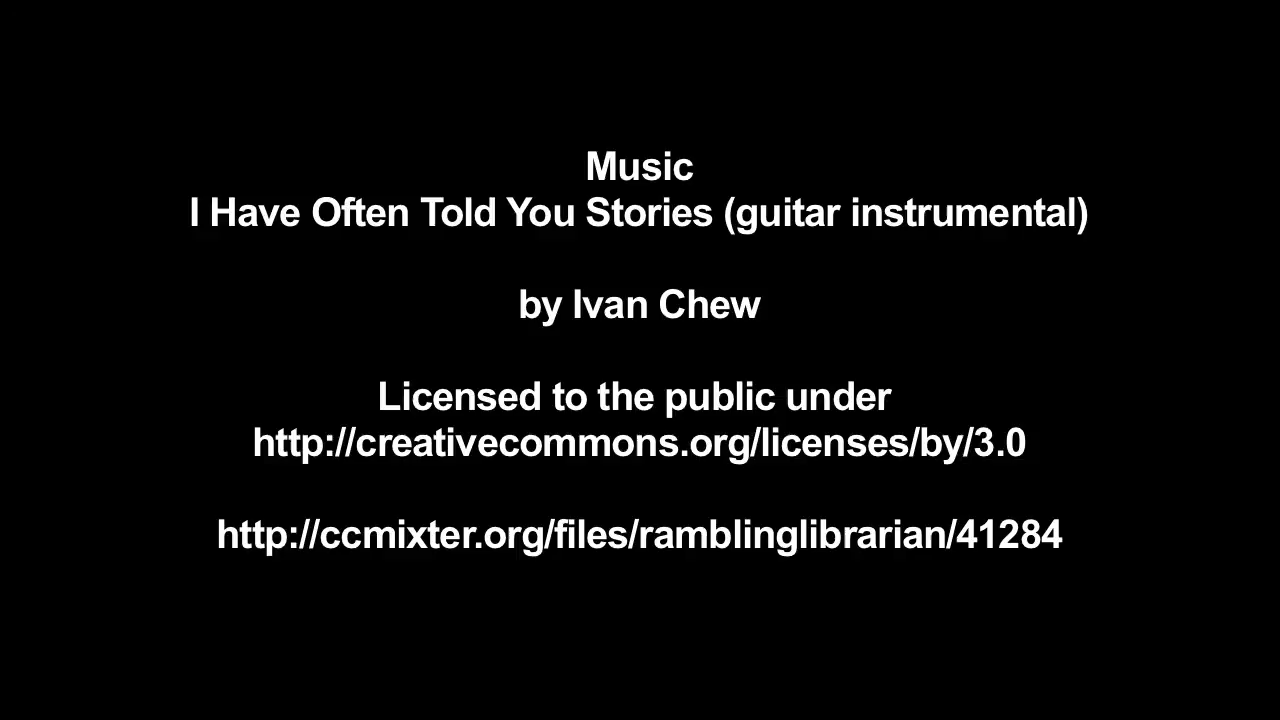 Music
I Have Often Told You Stories (guitar instrumental)
by Ivan Chew
Licensed to the public under
http://creativecommons.org/licenses/by/3.0
http://ccmixter.org/files/ramblinglibrarian/41284